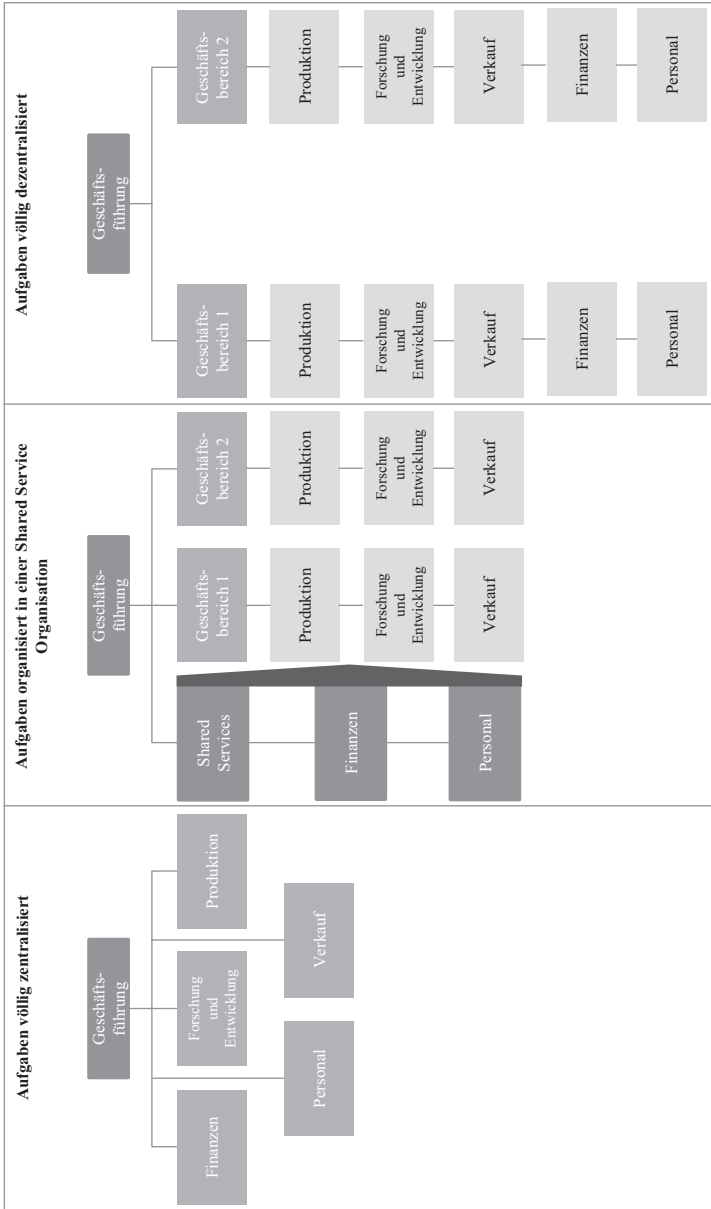 Aufgaben völlig zentralisiert
Geschäfts-
führung
Finanzen
Personal
Forschung
und
Entwicklung
Verkauf
Produktion
Aufgaben organisiert in einer Shared Service
Organisation
Geschäfts-
führung
Shared
Services
Finanzen
Personal
Geschäfts-
bereich 1
Produktion
Forschung
und
Entwicklung
Verkauf
Geschäfts-
bereich 2
Produktion
Forschung
und
Entwicklung
Verkauf
Aufgaben völlig dezentralisiert
Geschäfts-
führung
Geschäfts-
bereich 1
Produktion
Forschung
und
Entwicklung
Verkauf
Finanzen
Personal
Geschäfts-
bereich 2
Produktion
Forschung
und
Entwicklung
Verkauf
Finanzen
Personal